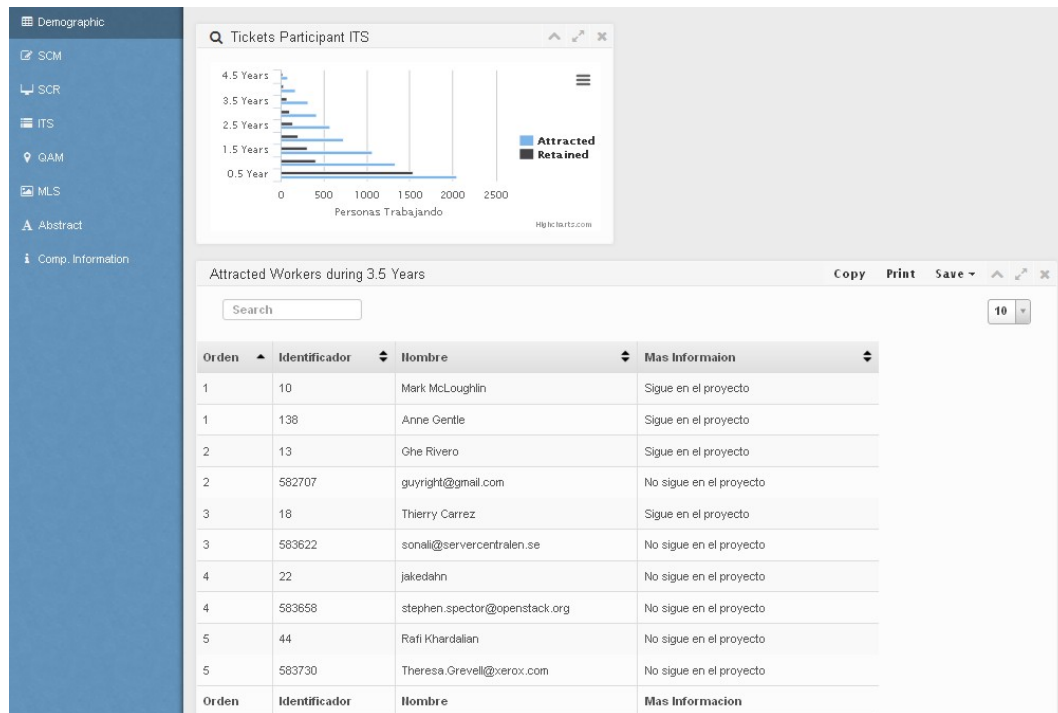 Demographic
SCM
SCR
ITS
QAM
MLS
Abstract
Comp. Information
Tickets Participant ITS
4.5 Years
3.5 Years
2.5 Years
1.5 Years
0.5 Year
0 500 1000 1500 2000 2500
Personas Trabajando
Attracted
Retained
Highcharts.com
Attracted Workers during 3.5 Years Copy Print Save
Search 10
Orden Identificador Nombre Mas Informaion
1 10 Mark McLoughlin Sigue en el proyecto
1 138 Anne Gentle Sigue en el proyecto
2 13 Ghe Rivero Sigue en el proyecto
2 582707 guyright@gmail.com No sigue en el proyecto
3 18 Thierry Carrez Sigue en el proyecto
3 583622 sonali@servercentralen.se No sigue en el proyecto
4 22 jakedahn No sigue en el proyecto
4 583658 stephen.spector@openstack.org No sigue en el proyecto
5 44 Rafi Khardalian No sigue en el proyecto
5 583730 Theresa.Grevell@xerox.com No sigue en el proyecto
Orden Identificador Nombre Mas Informacion